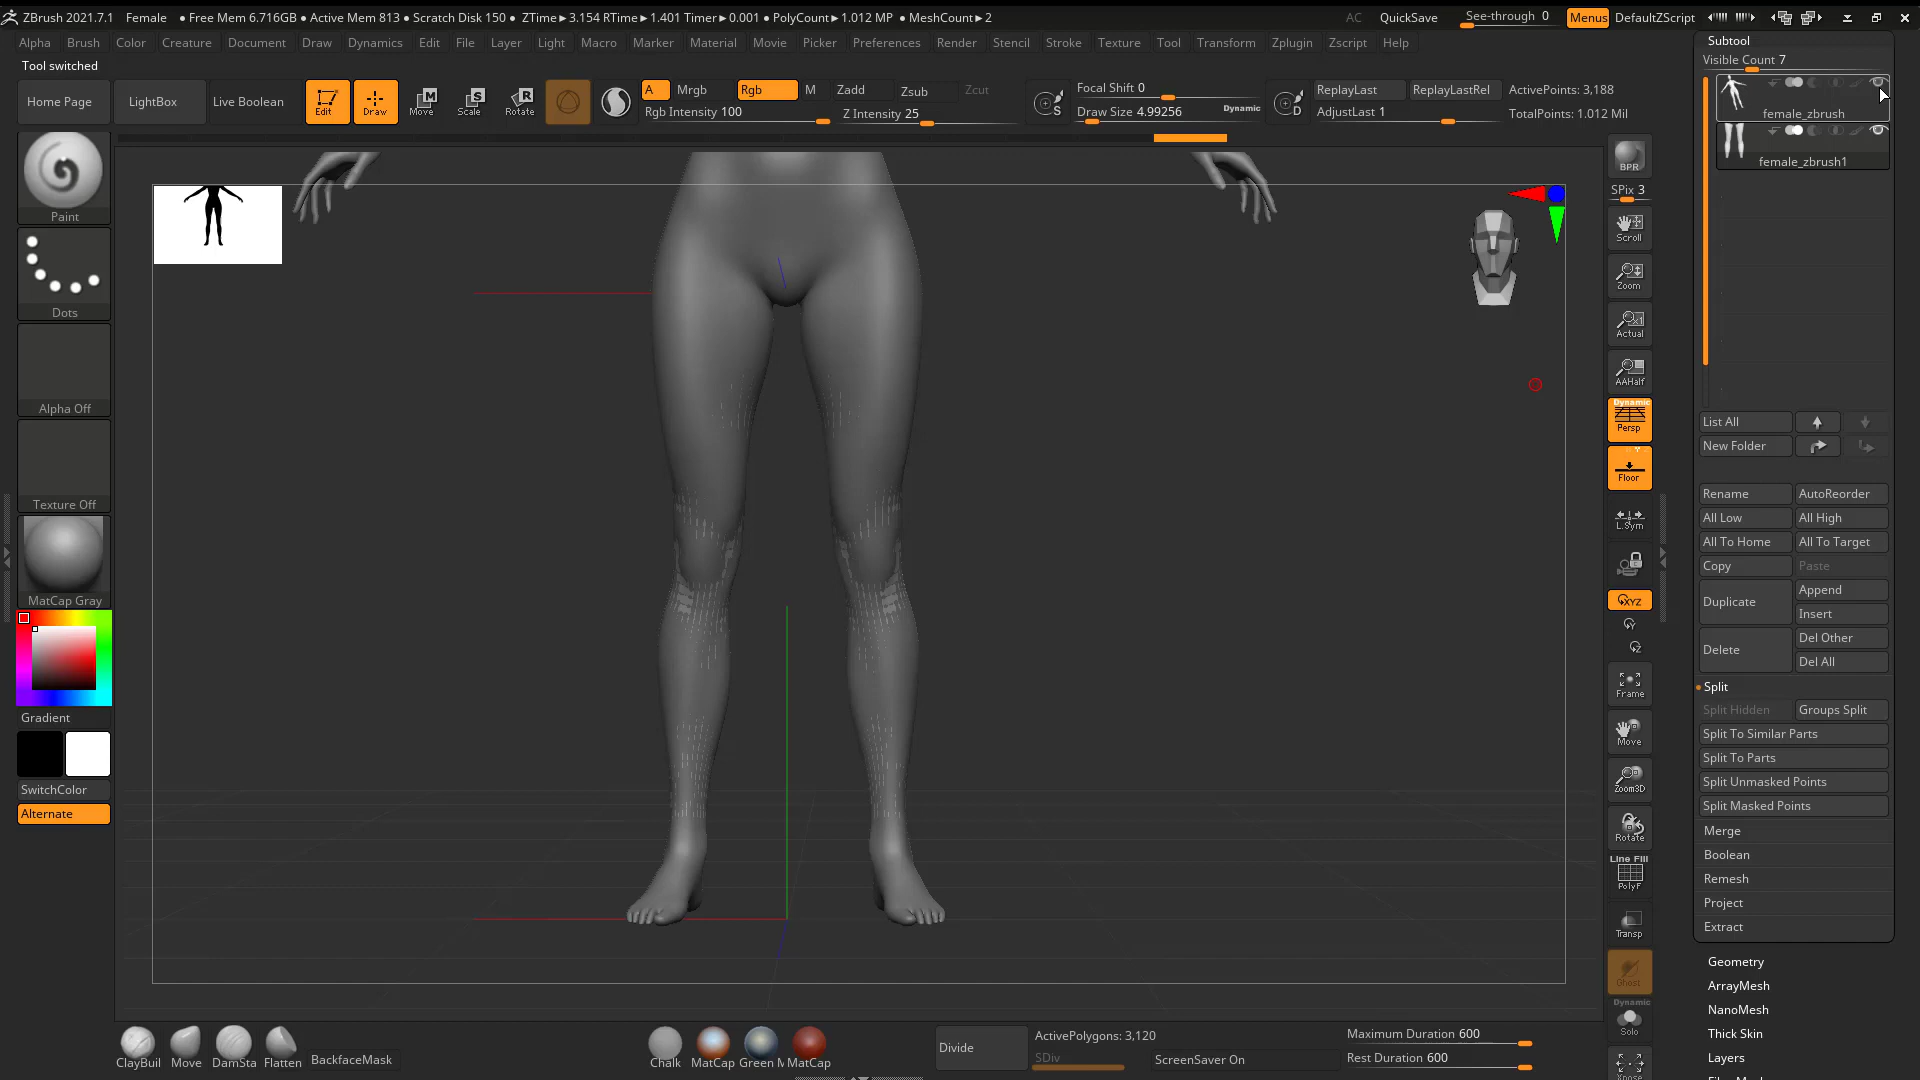 ZBrush 2021.7.1 Female • Free Mem 6.716GB • Active Mem 813 • Scratch Disk 150 • ZTime►3.154 RTime►1.401 Timer►0.001 • PolyCount►1.012 MP • MeshCount►2 AC QuickSave See-through 0 Menus DefaultZScript
Alpha Brush Color Creature Document Draw Dynamics Edit File Layer Light Macro Marker Material Movie Picker Preferences Render Stencil Stroke Texture Tool Transform Zplugin Zscript Help
Tool switched
Home Page LightBox Live Boolean Edit Draw Move Scale Rotate
M S R
A Mrgb Rgb M Zadd Zsub Zcut
Rgb Intensity 100 Z Intensity 25
S Focal Shift 0
Draw Size 4.99256 Dynamic
D ReplayLast ReplayLastRel ActivePoints: 3,188
AdjustLast 1 TotalPoints: 1.012 Mil
Paint
Dots
Alpha Off
Texture Off
MatCap Gray
Gradient
SwitchColor
Alternate
BPR
SPix 3
Scroll
Zoom
Actual
AAHalf
Dynamic
Persp
Floor
L.Sym
XYZ
Y
Z
Frame
Move
Zoom3D
Rotate
Line Fill
PolyF
Transp
Ghost
Dynamic
Solo
Xpose
Subtool
Visible Count 7
female_zbrush
female_zbrush1
List All
New Folder
Rename AutoReorder
All Low All High
All To Home All To Target
Copy Paste
Duplicate Append
Insert
Delete Del Other
Del All
Split
Split Hidden Groups Split
Split To Similar Parts
Split To Parts
Split Unmasked Points
Split Masked Points
Merge
Boolean
Remesh
Project
Extract
Geometry
ArrayMesh
NanoMesh
Thick Skin
Layers
ClayBuil Move DamSta Flatten BackfaceMask
Chalk MatCap Green M MatCap
Divide ActivePolygons: 3,120
SDiv ScreenSaver On
Maximum Duration 600
Rest Duration 600